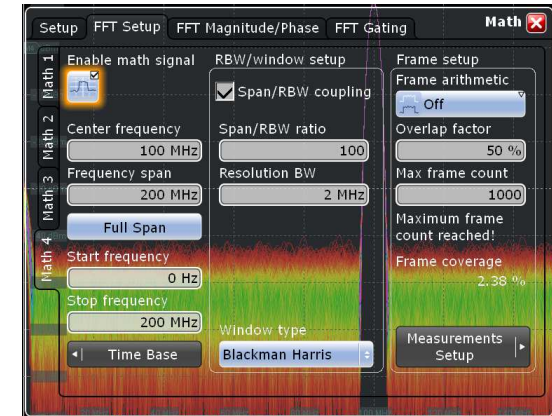 Setup FFT Setup FFT Magnitude/Phase FFT Gating Math
Math 1
Math 2
Math 3
Math 4
Enable math signal
Center frequency
100 MHz
Frequency span
200 MHz
Full Span
Start frequency
0 Hz
Stop frequency
200 MHz
Time Base
RBW/window setup
Span/RBW coupling
Span/RBW ratio
100
Resolution BW
2 MHz
Window type
Blackman Harris
Frame setup
Frame arithmetic
Off
Overlap factor
50 %
Max frame count
1000
Maximum frame
count reached!
Frame coverage
2.38 %
Measurements
Setup